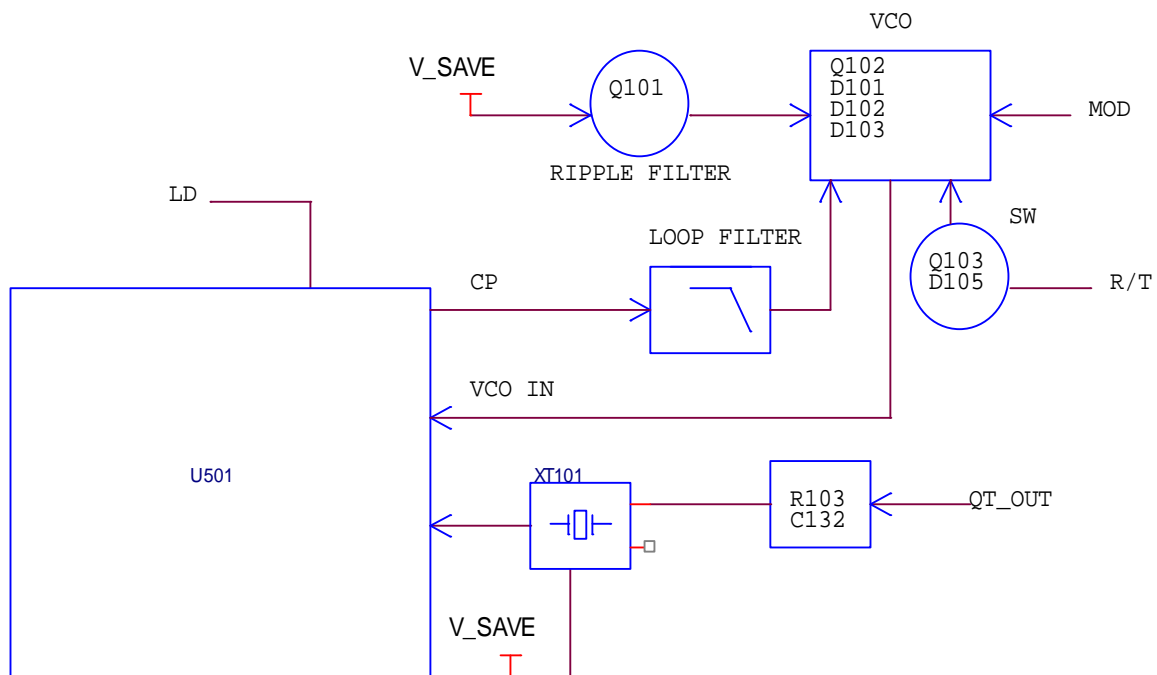 VCO
V_SAVE
Q101
Q102
D101
D102
D103
MOD
RIPPLE FILTER
LD
SW
LOOP FILTER
Q103
D105
R/T
CP
VCO IN
U501
XT101
R103
C132
QT_OUT
V_SAVE